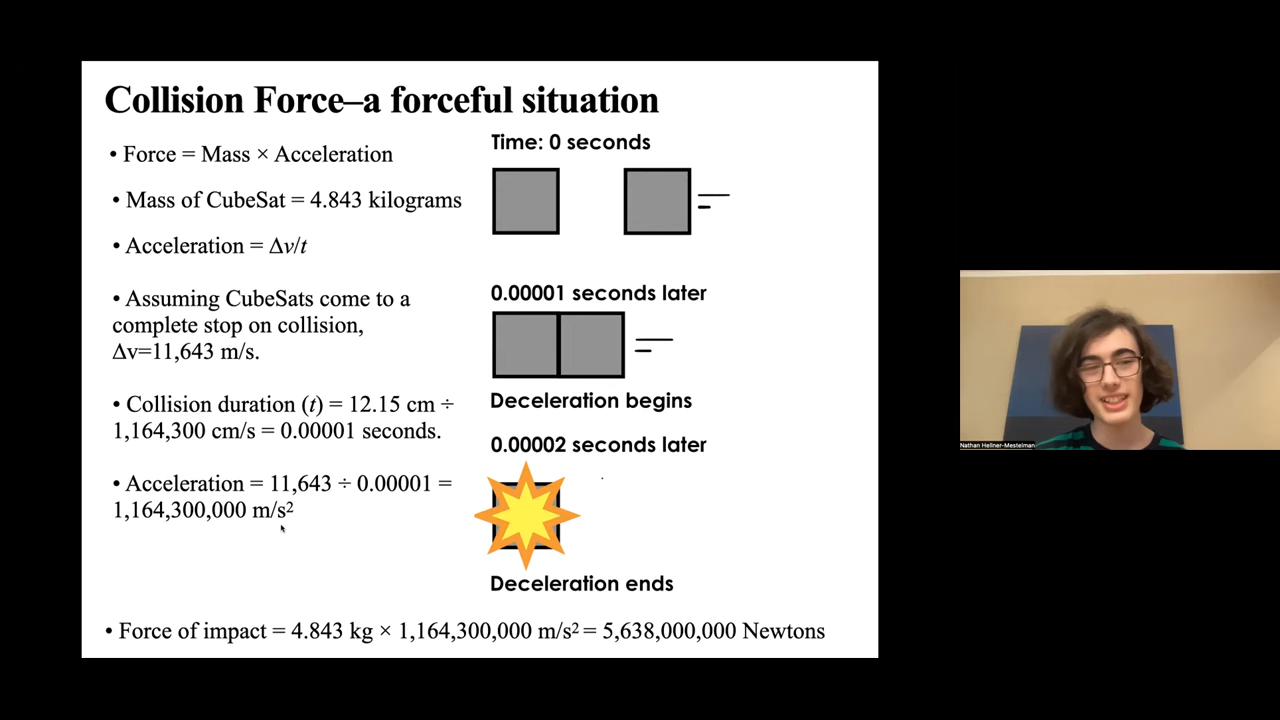 Collision Force–a forceful situation
• Force = Mass × Acceleration
• Mass of CubeSat = 4.843 kilograms
• Acceleration = Δv/t
• Assuming CubeSats come to a
complete stop on collision,
Δv=11,643 m/s.
• Collision duration (t) = 12.15 cm ÷
1,164,300 cm/s = 0.00001 seconds.
• Acceleration = 11,643 ÷ 0.00001 =
1,164,300,000 m/s²
Time: 0 seconds
0.00001 seconds later
Deceleration begins
0.00002 seconds later
Deceleration ends
• Force of impact = 4.843 kg × 1,164,300,000 m/s² = 5,638,000,000 Newtons
Nathan Hellner-Mestelman